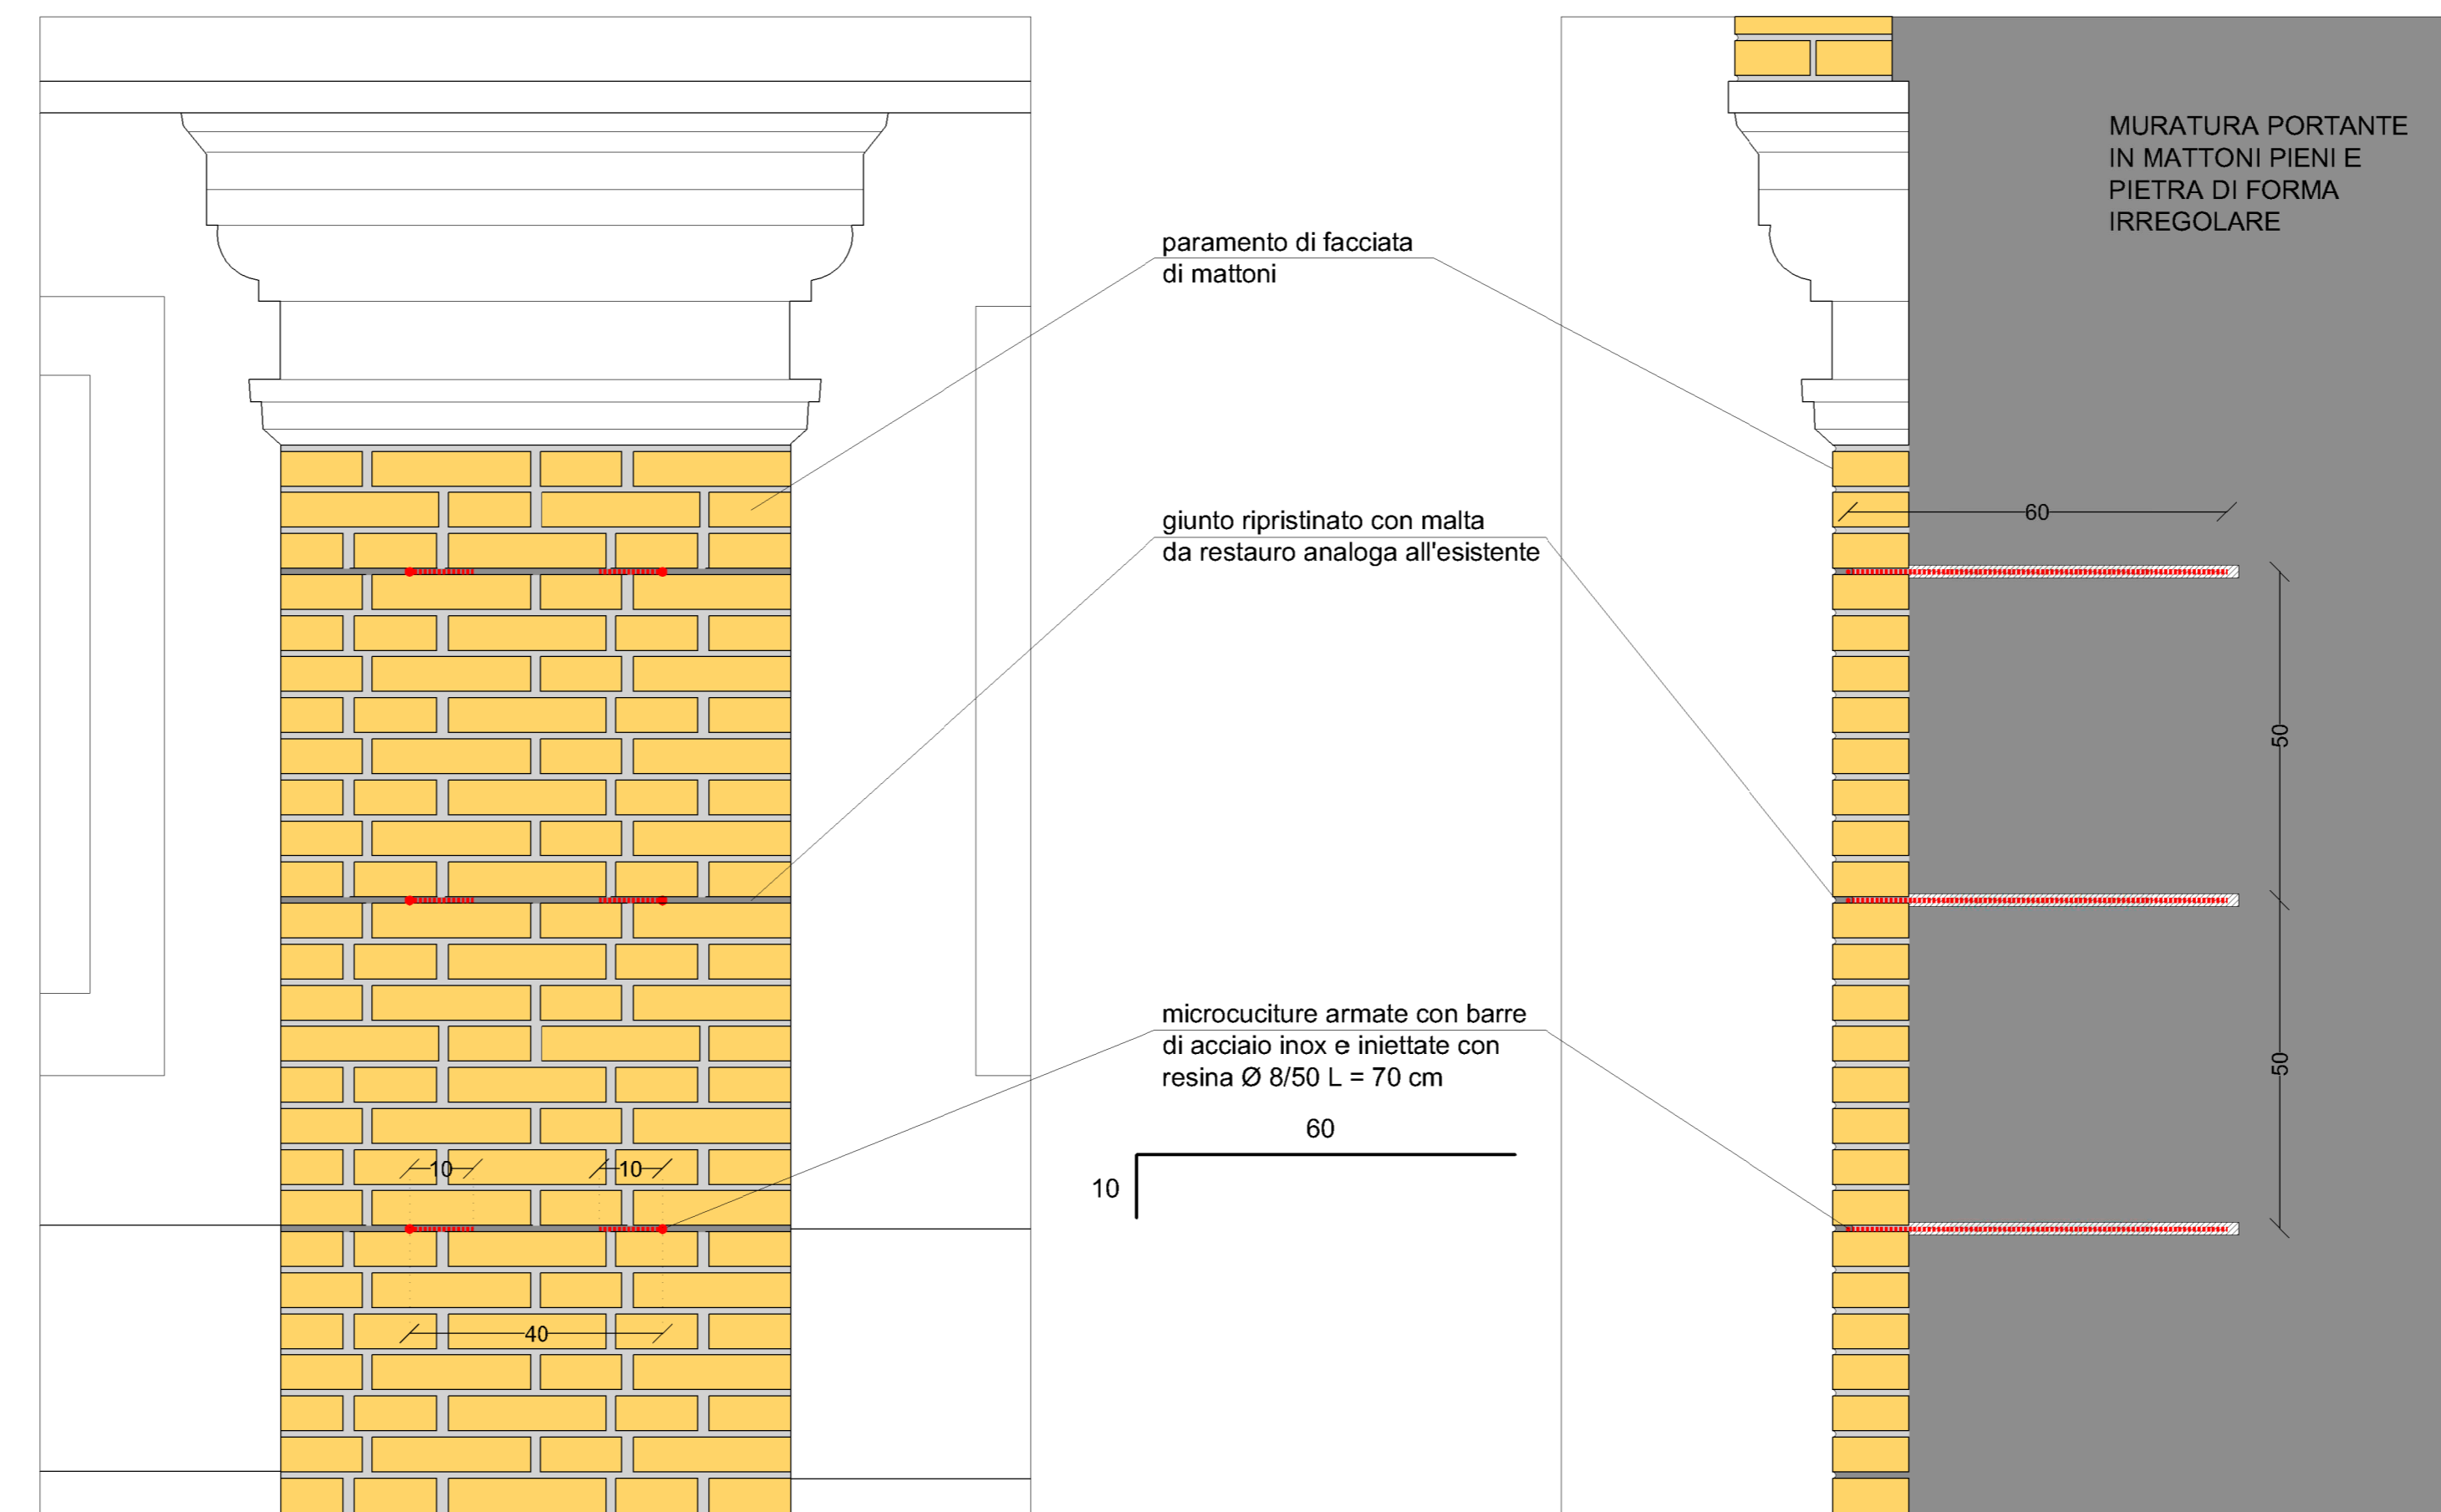 MURATURA PORTANTE
IN MATTONI PIENI E
PIETRA DI FORMA
IRREGOLARE
paramento di facciata
di mattoni
giunto ripristinato con malta
da restauro analoga all'esistente
60
50
microcuciture armate con barre
di acciaio inox e iniettate con
resina Ø 8/50 L = 70 cm
50
60
10
10
10
40